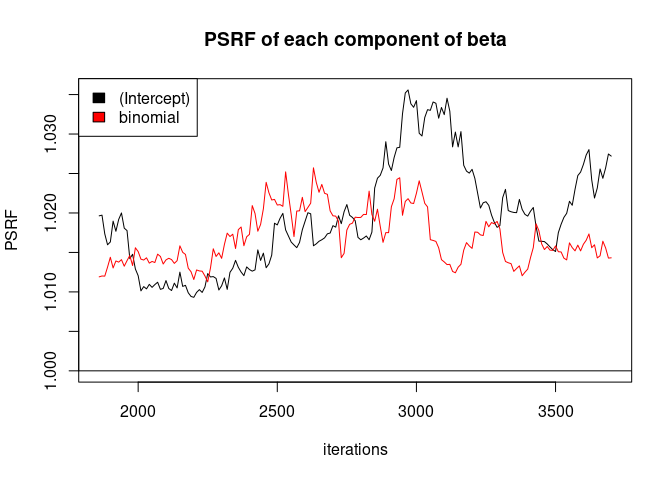 PSRF of each component of beta
(Intercept)
binomial
PSRF
1.030
1.020
1.010
1.000
2000 2500 3000 3500
iterations